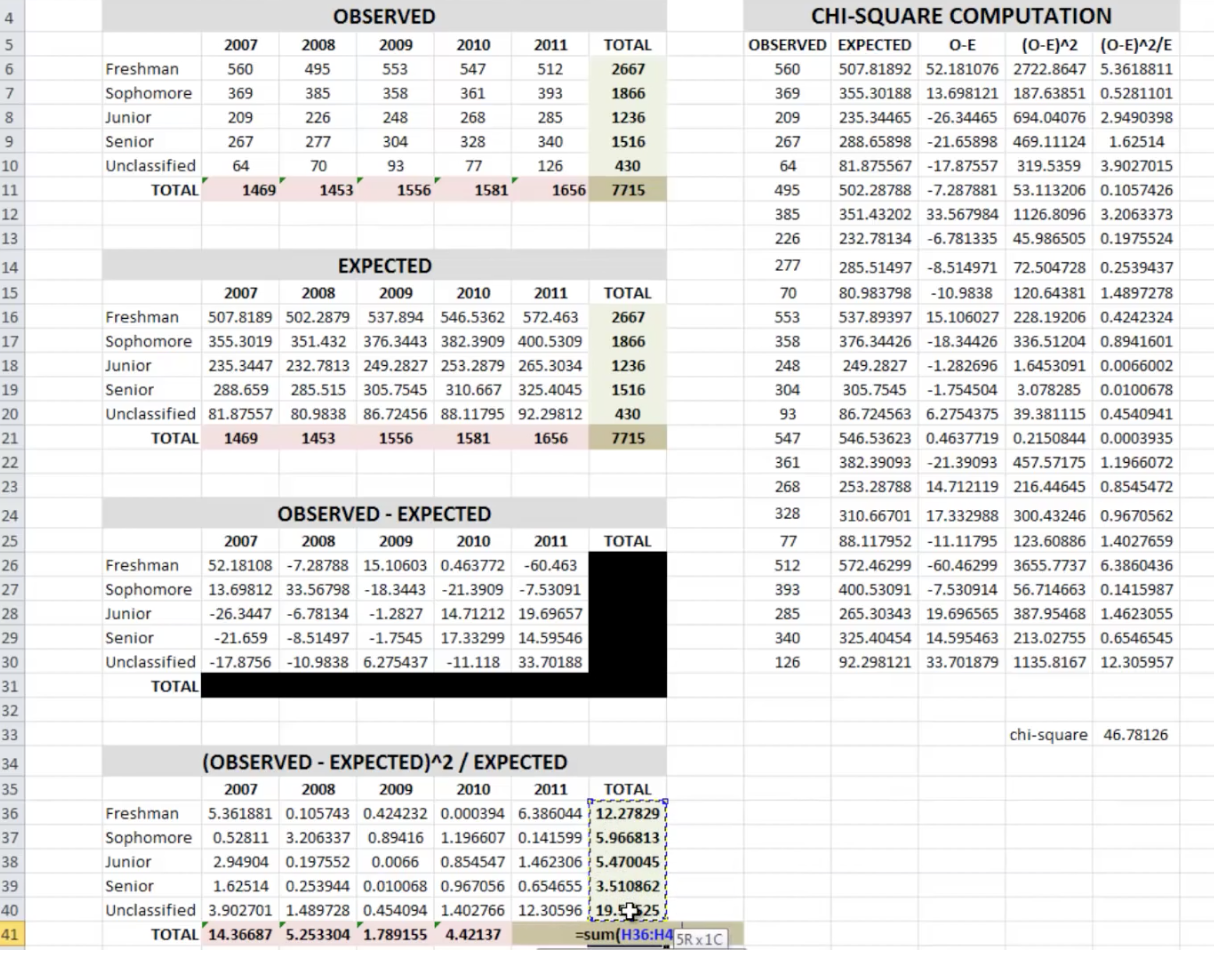 4 OBSERVED CHI-SQUARE COMPUTATION
5 2007 2008 2009 2010 2011 TOTAL OBSERVED EXPECTED O-E (O-E)^2 (O-E)^2/E
6 Freshman 560 495 553 547 512 2667 560 507.81892 52.181076 2722.8647 5.3618811
7 Sophomore 369 385 358 361 393 1866 369 355.30188 13.698121 187.63851 0.5281101
8 Junior 209 226 248 268 285 1236 209 235.34465 -26.34465 694.04076 2.9490398
9 Senior 267 277 304 328 340 1516 267 288.65898 -21.65898 469.11124 1.62514
10 Unclassified 64 70 93 77 126 430 64 81.875567 -17.87557 319.5359 3.9027015
11 TOTAL 1469 1453 1556 1581 1656 7715 495 502.28788 -7.287881 53.113206 0.1057426
12 385 351.43202 33.567984 1126.8096 3.2063373
13 226 232.78134 -6.781335 45.986505 0.1975524
14 EXPECTED 277 285.51497 -8.514971 72.504728 0.2539437
15 2007 2008 2009 2010 2011 TOTAL 70 80.983798 -10.9838 120.64381 1.4897278
16 Freshman 507.8189 502.2879 537.894 546.5362 572.463 2667 553 537.89397 15.106027 228.19206 0.4242324
17 Sophomore 355.3019 351.432 376.3443 382.3909 400.5309 1866 358 376.34426 -18.34426 336.51204 0.8941601
18 Junior 235.3447 232.7813 249.2827 253.2879 265.3034 1236 248 249.2827 -1.282696 1.6453091 0.0066002
19 Senior 288.659 285.515 305.7545 310.667 325.4045 1516 304 305.7545 -1.754504 3.078285 0.0100678
20 Unclassified 81.87557 80.9838 86.72456 88.11795 92.29812 430 93 86.724563 6.2754375 39.381115 0.4540941
21 TOTAL 1469 1453 1556 1581 1656 7715 547 546.53623 0.4637719 0.2150844 0.0003935
22 361 382.39093 -21.39093 457.57175 1.1966072
23 268 253.28788 14.712119 216.44645 0.8545472
24 OBSERVED - EXPECTED 328 310.66701 17.332988 300.43246 0.9670562
25 2007 2008 2009 2010 2011 TOTAL 77 88.117952 -11.11795 123.60886 1.4027659
26 Freshman 52.18108 -7.28788 15.10603 0.463772 -60.463 512 572.46299 -60.46299 3655.7737 6.3860436
27 Sophomore 13.69812 33.56798 -18.3443 -21.3909 -7.53091 393 400.53091 -7.530914 56.714663 0.1415987
28 Junior -26.3447 -6.78134 -1.2827 14.71212 19.69657 285 265.30343 19.696565 387.95468 1.4623055
29 Senior -21.659 -8.51497 -1.7545 17.33299 14.59546 340 325.40454 14.595463 213.02755 0.6546545
30 Unclassified -17.8756 -10.9838 6.275437 -11.118 33.70188 126 92.298121 33.701879 1135.8167 12.305957
31 TOTAL
32
33 chi-square 46.78126
34 (OBSERVED - EXPECTED)^2 / EXPECTED
35 2007 2008 2009 2010 2011 TOTAL
36 Freshman 5.361881 0.105743 0.424232 0.000394 6.386044 12.27829
37 Sophomore 0.52811 3.206337 0.89416 1.196607 0.141599 5.966813
38 Junior 2.94904 0.197552 0.0066 0.854547 1.462306 5.470045
39 Senior 1.62514 0.253944 0.010068 0.967056 0.654655 3.510862
40 Unclassified 3.902701 1.489728 0.454094 1.402766 12.30596
41 TOTAL 14.36687 5.253304 1.789155 4.42137 =sum(H36:H4 5R x 1C